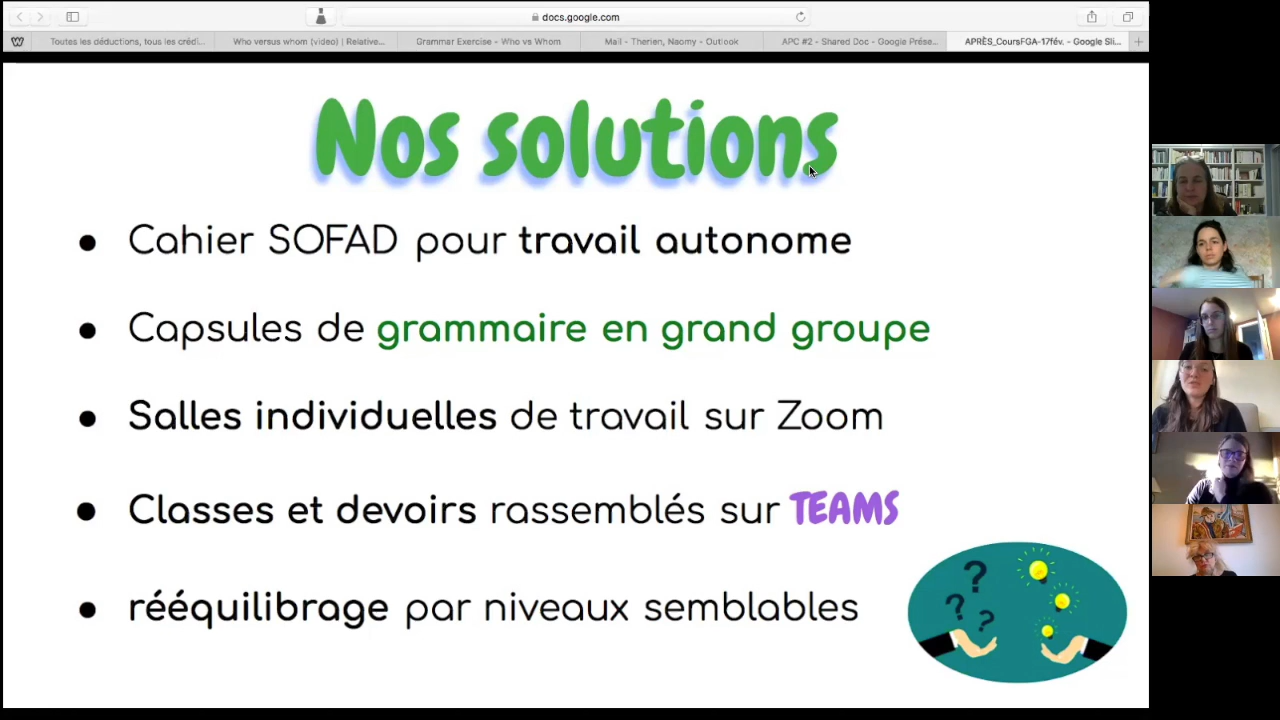 docs.google.com
Toutes les déductions, tous les crédi...
Who versus whom (video) | Relative...
Grammar Exercise - Who vs Whom
Mail - Therien, Naomy - Outlook
APC #2 - Shared Doc - Google Prése...
APRÈS_CoursFGA-17fév. - Google Sli...
Nos solutions
● Cahier SOFAD pour travail autonome
● Capsules de grammaire en grand groupe
● Salles individuelles de travail sur Zoom
● Classes et devoirs rassemblés sur TEAMS
● rééquilibrage par niveaux semblables
? ? ?